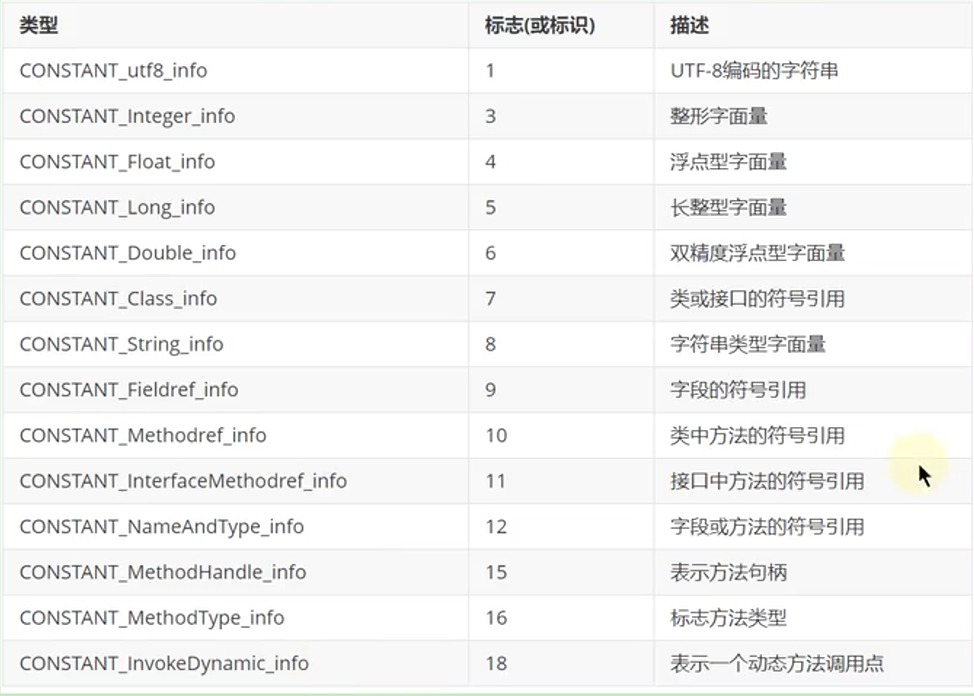 类型 标志(或标识) 描述
CONSTANT_utf8_info 1 UTF-8编码的字符串
CONSTANT_Integer_info 3 整形字面量
CONSTANT_Float_info 4 浮点型字面量
CONSTANT_Long_info 5 长整型字面量
CONSTANT_Double_info 6 双精度浮点型字面量
CONSTANT_Class_info 7 类或接口的符号引用
CONSTANT_String_info 8 字符串类型字面量
CONSTANT_Fieldref_info 9 字段的符号引用
CONSTANT_Methodref_info 10 类中方法的符号引用
CONSTANT_InterfaceMethodref_info 11 接口中方法的符号引用
CONSTANT_NameAndType_info 12 字段或方法的符号引用
CONSTANT_MethodHandle_info 15 表示方法句柄
CONSTANT_MethodType_info 16 标志方法类型
CONSTANT_InvokeDynamic_info 18 表示一个动态方法调用点